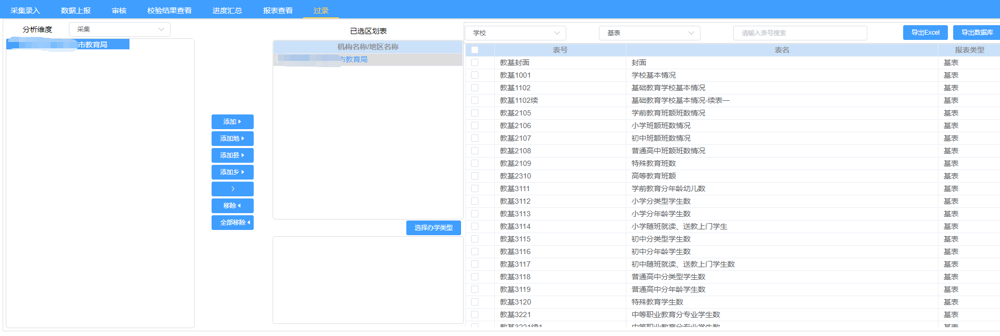 采集录入 数据上报 审核 校验结果查看 进度汇总 报表查看 过录
分析维度 采集
市教育局
添加
添加地
添加县
添加乡
移除
全部移除
已选区划表
机构名称/地区名称
市教育局
选择办学类型
学校 基表 请输入表号搜索 导出Excel 导出数据库
表号 表名 报表类型
教基封面 封面 基表
教基1001 学校基本情况 基表
教基1102 基础教育学校基本情况 基表
教基1102续 基础教育学校基本情况-续表一 基表
教基2105 学前教育班额班数情况 基表
教基2106 小学班额班数情况 基表
教基2107 初中班额班数情况 基表
教基2108 普通高中班额班数情况 基表
教基2109 特殊教育班数 基表
教基2310 高等教育班额 基表
教基3111 学前教育分年龄幼儿数 基表
教基3112 小学分类型学生数 基表
教基3113 小学分年龄学生数 基表
教基3114 小学随班就读、送教上门学生 基表
教基3115 初中分类型学生数 基表
教基3116 初中分年龄学生数 基表
教基3117 初中随班就读、送教上门学生数 基表
教基3118 普通高中分类型学生数 基表
教基3119 普通高中分年龄学生数 基表
教基3120 特殊教育学生数 基表
教基3221 中等职业教育分专业学生数 基表
教基3221续1 中等职业教育分专业学生数 基表